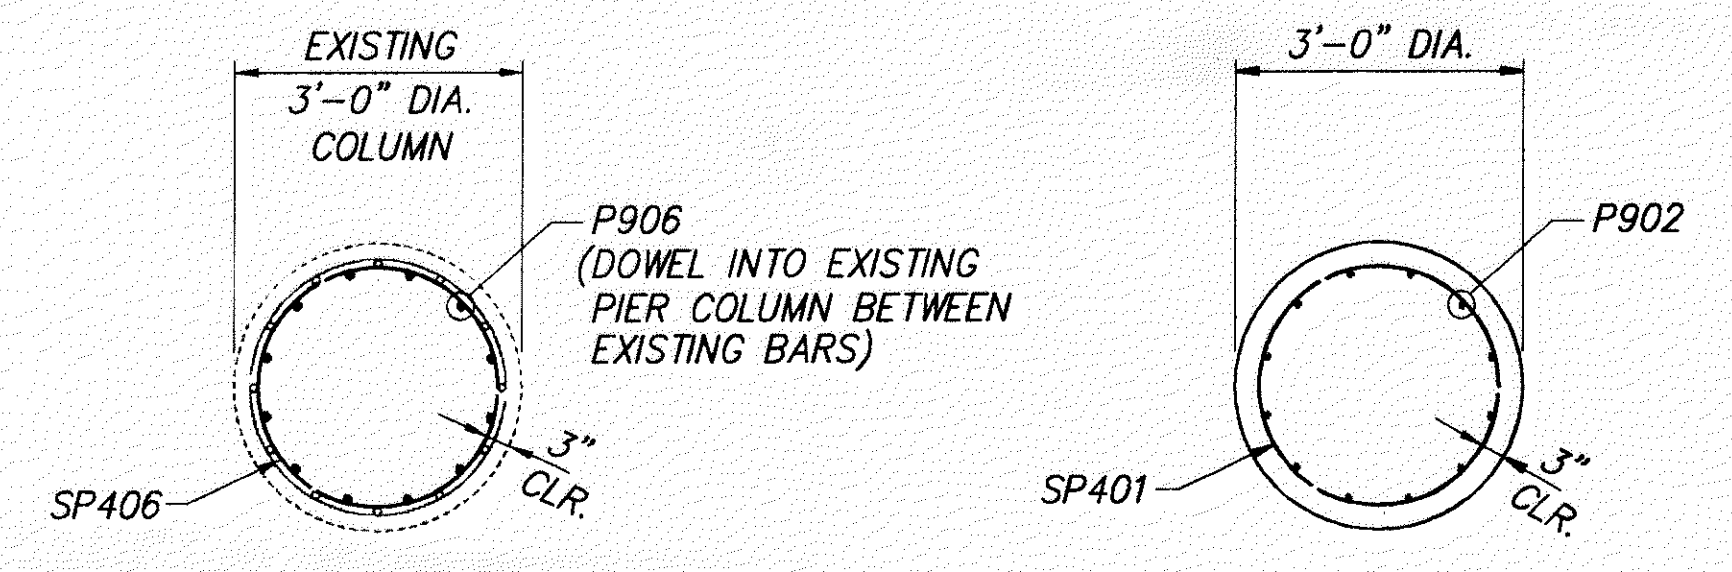 EXISTING
3'-0" DIA.
COLUMN
P906
(DOWEL INTO EXISTING
PIER COLUMN BETWEEN
EXISTING BARS)
3"
CLR.
SP406
3'-0" DIA.
P902
3"
CLR.
SP401